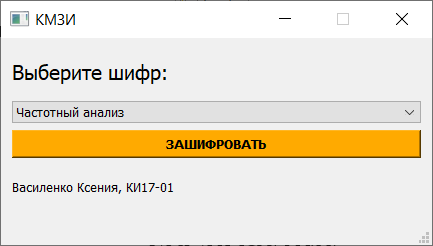 КМЗИ
Выберите шифр:
Частотный анализ
ЗАШИФРОВАТЬ
Василенко Ксения, КИ17-01